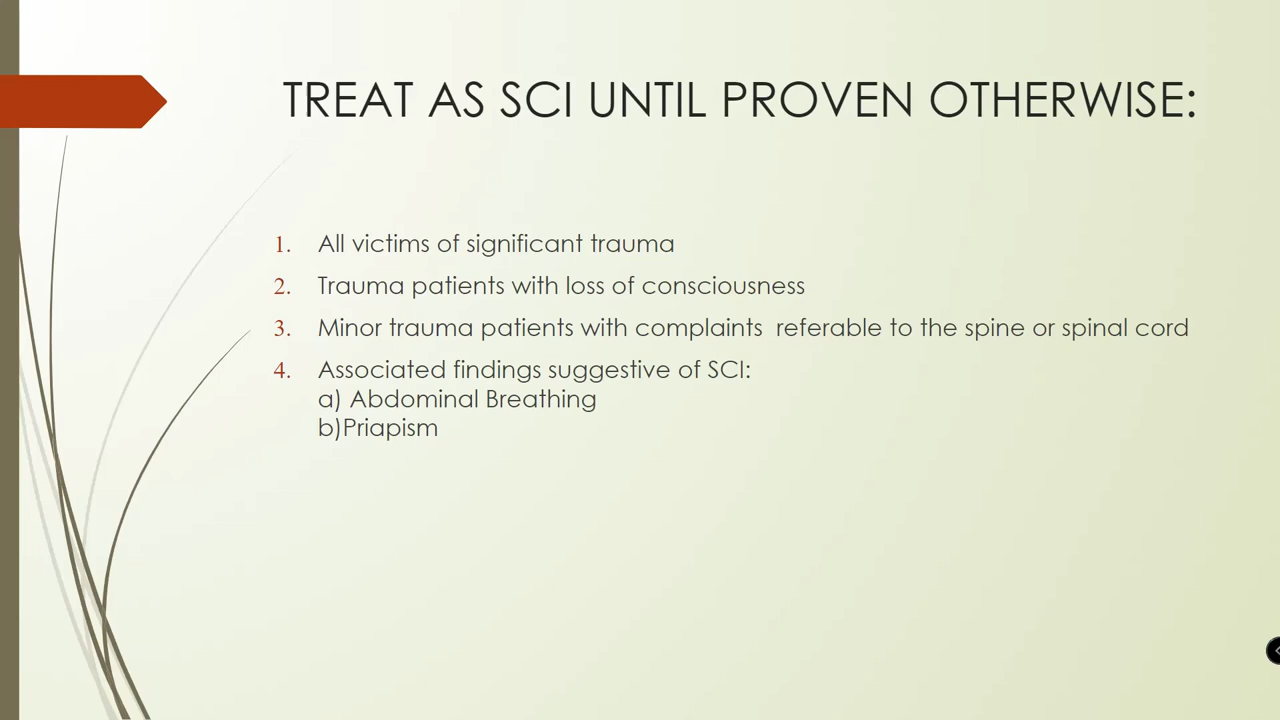 TREAT AS SCI UNTIL PROVEN OTHERWISE:
1. All victims of significant trauma
2. Trauma patients with loss of consciousness
3. Minor trauma patients with complaints  referable to the spine or spinal cord
4. Associated findings suggestive of SCI:
a) Abdominal Breathing
b)Priapism